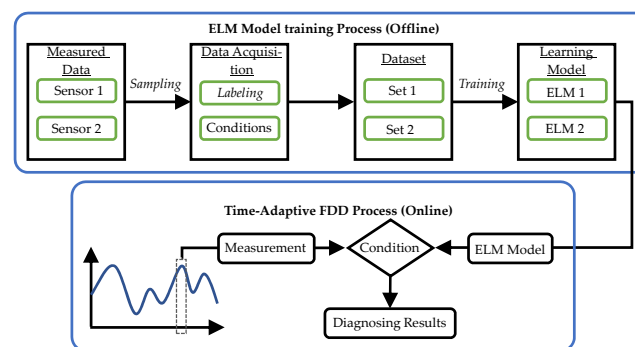 ELM Model training Process (Offline)
Measured
Data
Sensor 1
Sensor 2
Sampling
Data Acquisi-
tion
Labeling
Conditions
Dataset
Set 1
Set 2
Training
Learning
Model
ELM 1
ELM 2
Time-Adaptive FDD Process (Online)
Measurement
Condition
ELM Model
Diagnosing Results